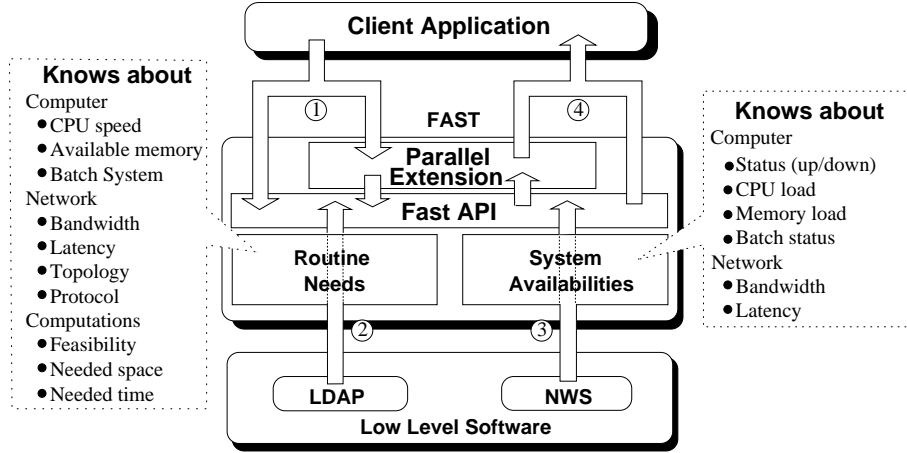 Client Application
Knows about
Computer
● CPU speed
● Available memory
● Batch System
Network
● Bandwidth
● Latency
● Topology
● Protocol
Computations
● Feasibility
● Needed space
● Needed time
①
④
FAST
Parallel
Extension
Fast API
Routine
Needs
System
Availabilities
②
③
LDAP
NWS
Low Level Software
Knows about
Computer
● Status (up/down)
● CPU load
● Memory load
● Batch status
Network
● Bandwidth
● Latency